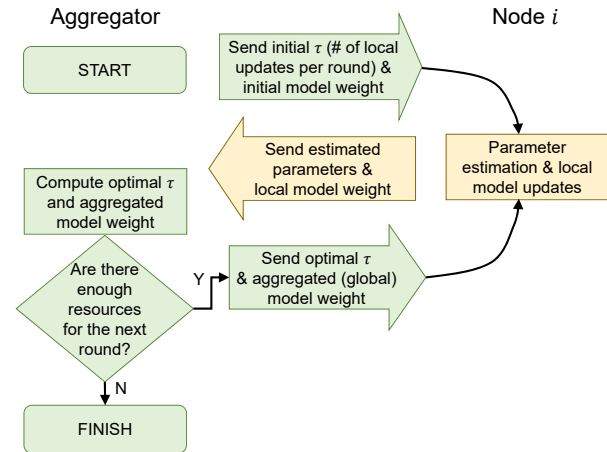 Aggregator
Node i
START
Send initial τ (# of local
updates per round) &
initial model weight
Send estimated
parameters &
local model weight
Parameter
estimation & local
model updates
Compute optimal τ
and aggregated
model weight
Are there
enough
resources
for the next
round?
Y
Send optimal τ
& aggregated (global)
model weight
N
FINISH